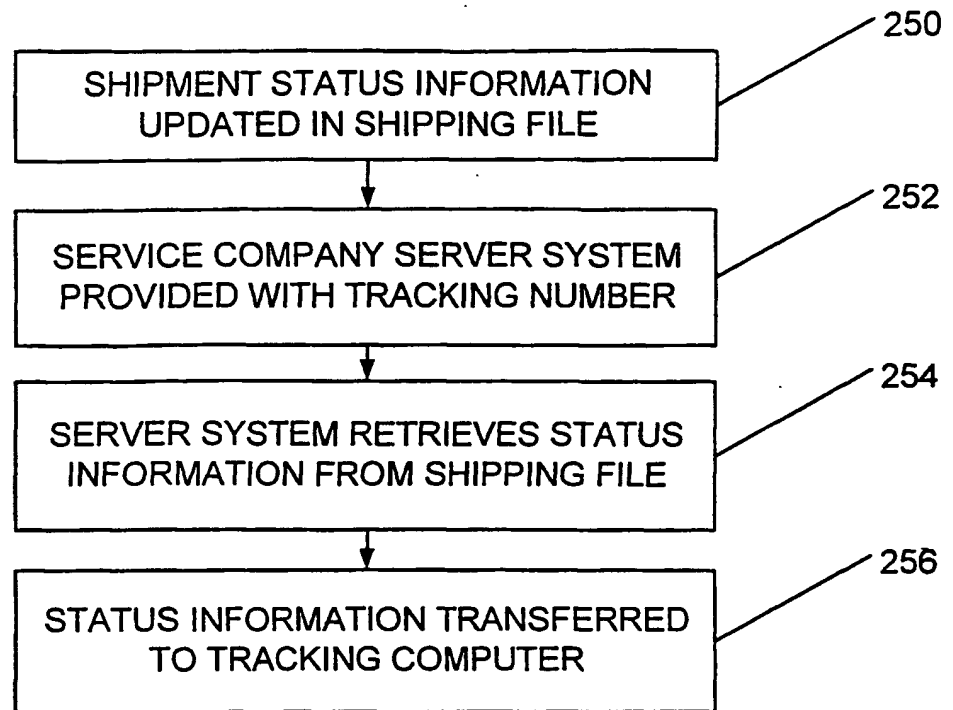 250
SHIPMENT STATUS INFORMATION
UPDATED IN SHIPPING FILE
252
SERVICE COMPANY SERVER SYSTEM
PROVIDED WITH TRACKING NUMBER
254
SERVER SYSTEM RETRIEVES STATUS
INFORMATION FROM SHIPPING FILE
256
STATUS INFORMATION TRANSFERRED
TO TRACKING COMPUTER